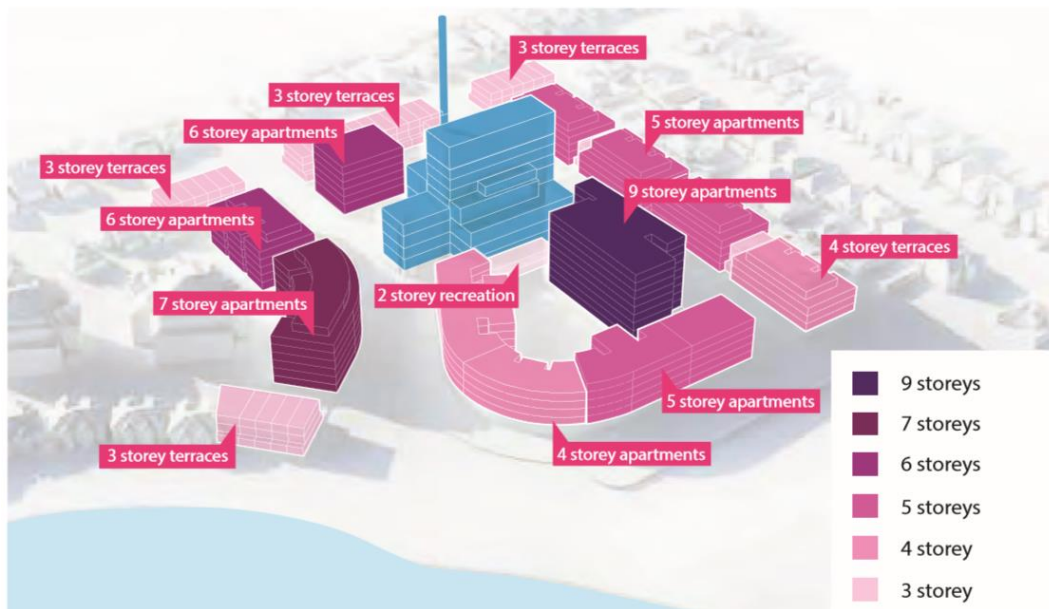 3 storey terraces
3 storey terraces
6 storey apartments
5 storey apartments
3 storey terraces
9 storey apartments
6 storey apartments
4 storey terraces
2 storey recreation
7 storey apartments
5 storey apartments
3 storey terraces
4 storey apartments
9 storeys
7 storeys
6 storeys
5 storeys
4 storey
3 storey